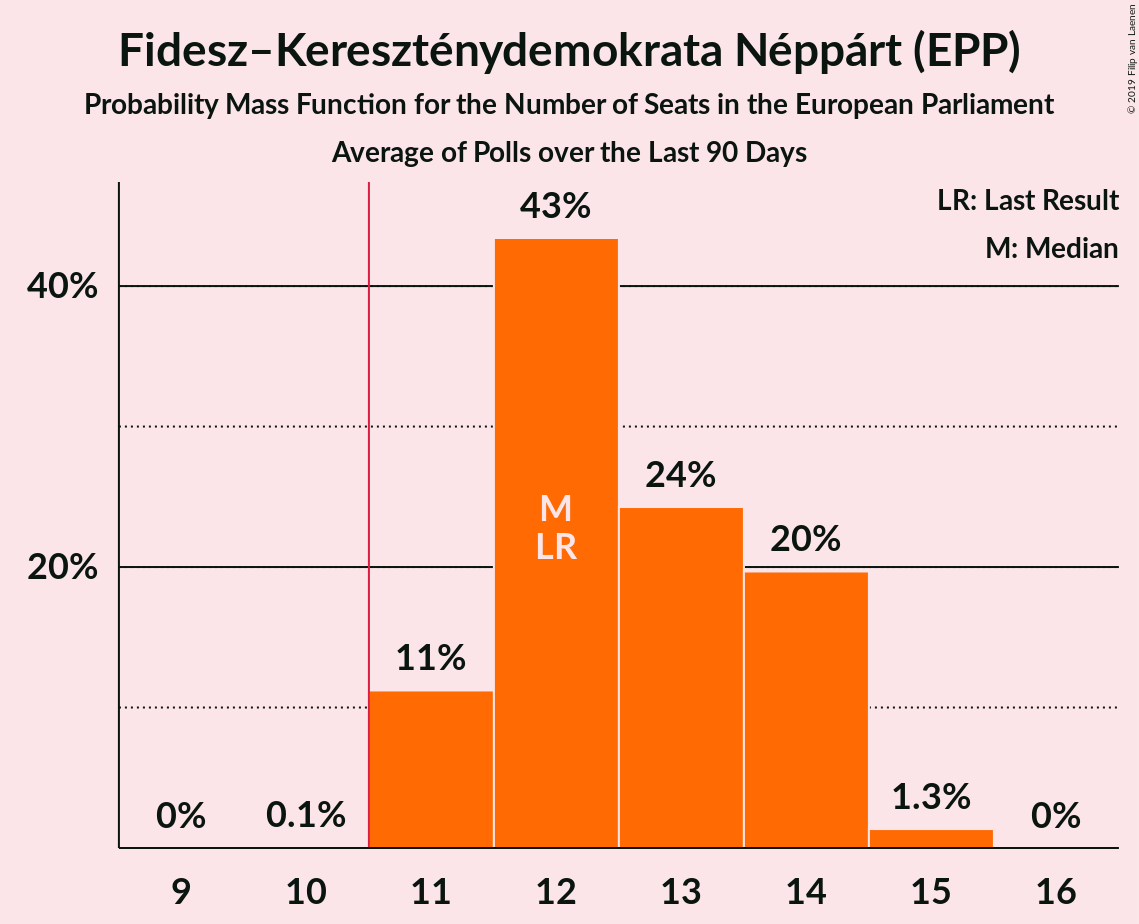 Fidesz–Kereszténydemokrata Néppárt (EPP)
Probability Mass Function for the Number of Seats in the European Parliament
Average of Polls over the Last 90 Days
© 2019 Filip van Laenen
LR: Last Result
M: Median
40%
20%
0%
0.1%
11%
43%
M
LR
24%
20%
1.3%
0%
9 10 11 12 13 14 15 16